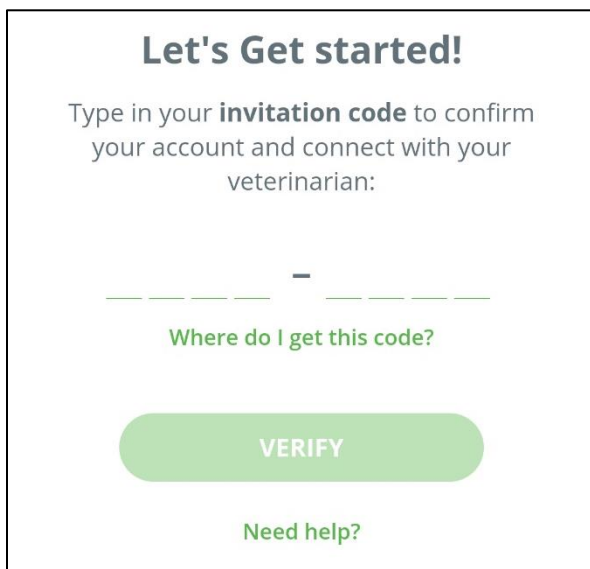 Let's Get started!
Type in your invitation code to confirm
your account and connect with your
veterinarian:
–
Where do I get this code?
VERIFY
Need help?